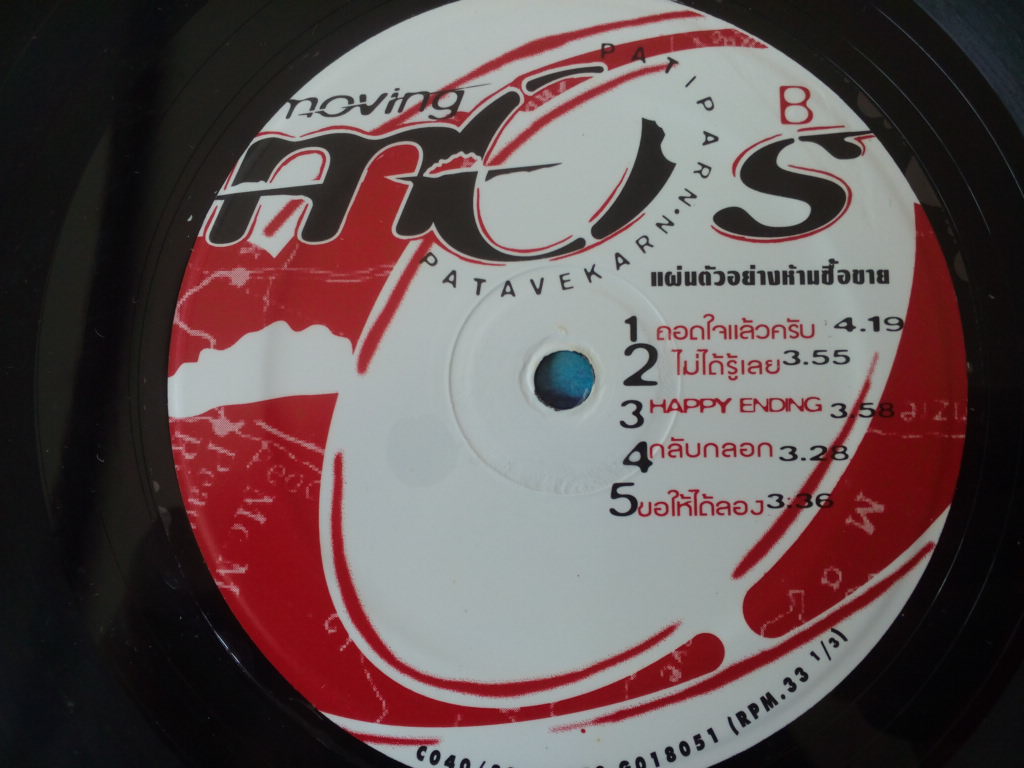 moving
PATIPARN • PATAVEKARN
mos
B
แผ่นตัวอย่างห้ามซื้อขาย
1 ถอดใจแล้วครับ 4.19
2 ไม่ได้รู้เลย 3.55
3 HAPPY ENDING 3.58
4 กลับกลอก 3.28
5 ขอให้ได้ลอง 3:36
G018051 (RPM.33 1/3)